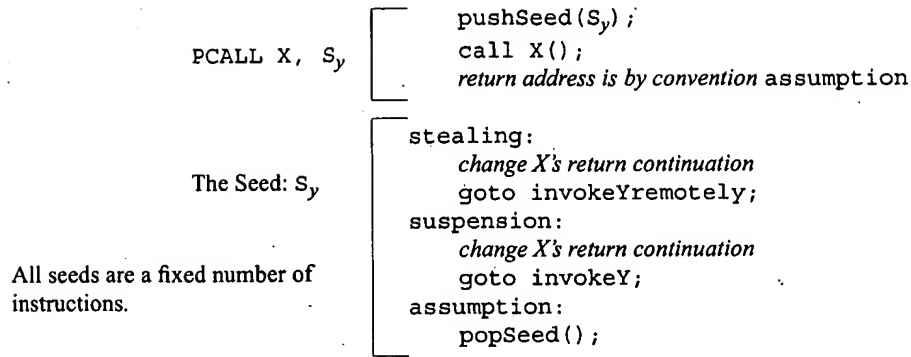 pushSeed(Sy);
PCALL X, Sy
call X();
return address is by convention assumption
stealing:
change X's return continuation
The Seed: Sy
goto invokeYremotely;
suspension:
change X's return continuation
All seeds are a fixed number of
goto invokeY;
instructions.
assumption:
popSeed();